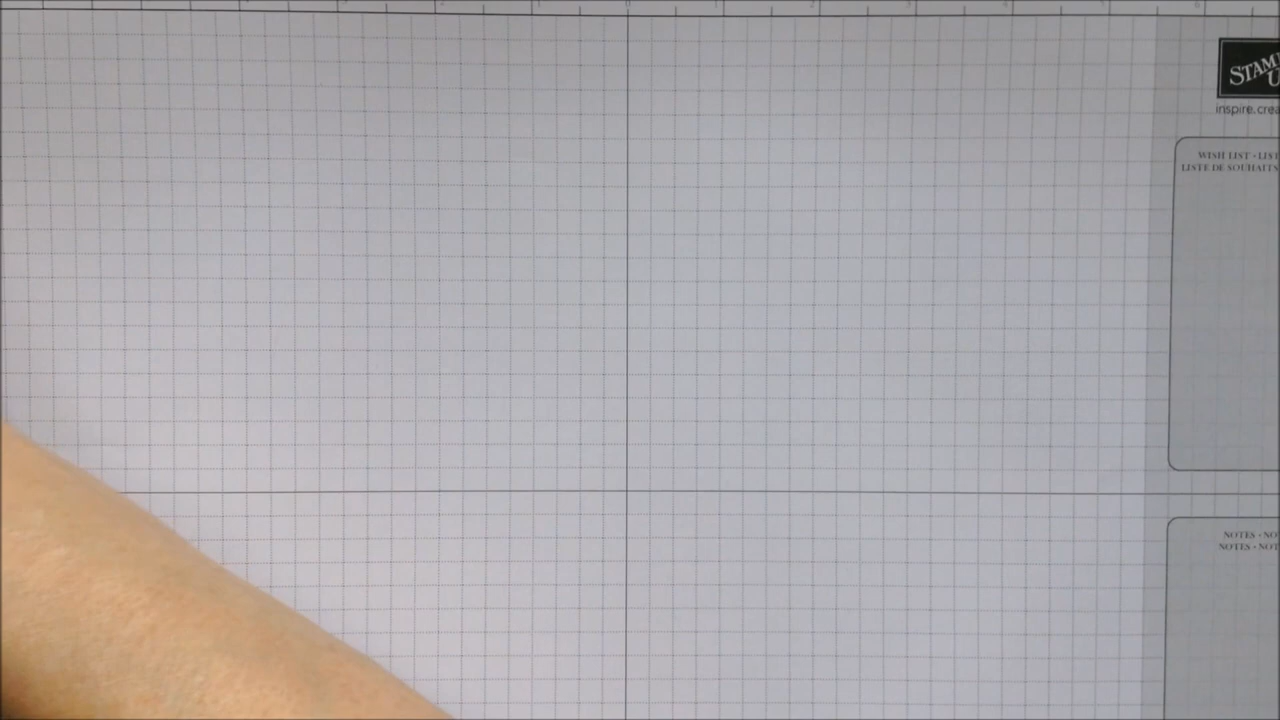 STAM
U
inspire.crea
WISH LIST • LIST
LISTE DE SOUHAITS
NOTES • NO
NOTES • NOT